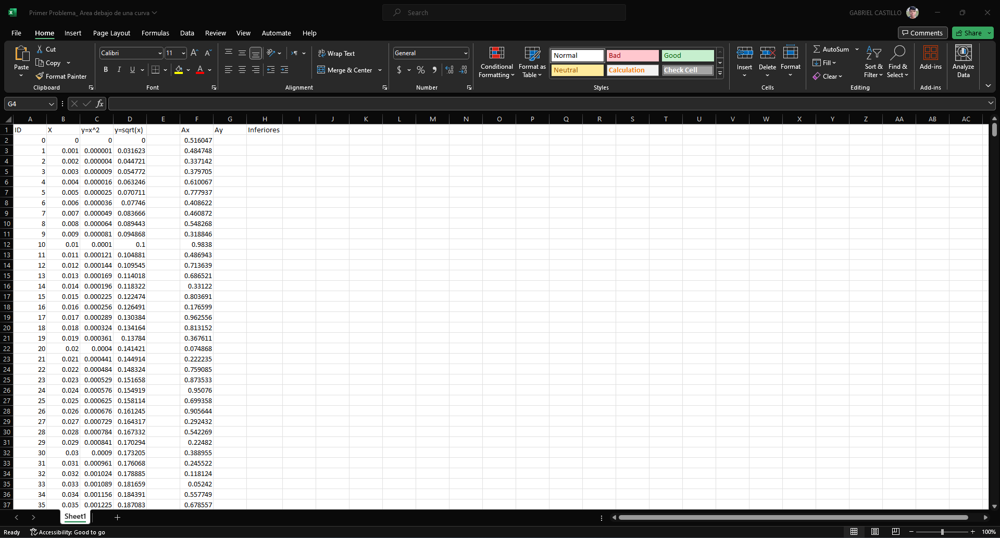 Primer Problema_ Area debajo de una curva
Search
GABRIEL CASTILLO
File Home Insert Page Layout Formulas Data Review View Automate Help
Comments Share
Paste
Cut
Copy
Format Painter
Clipboard
Calibri 11
B I U
Font
Wrap Text
Merge & Center
Alignment
General
$ % 9
Number
Conditional Formatting
Format as Table
Normal Bad Good
Neutral Calculation Check Cell
Styles
Insert Delete Format
Cells
AutoSum
Fill
Clear
Sort & Filter
Find & Select
Editing
Add-ins
Add-ins
Analyze Data
G4 fx
A B C D E F G H I J K L M N O P Q R S T U V W X Y Z AA AB AC
1 ID X y=x^2 y=sqrt(x) Ax Ay Inferiores
2 0 0 0 0 0.516047
3 1 0.001 0.000001 0.031623 0.484748
4 2 0.002 0.000004 0.044721 0.337142
5 3 0.003 0.000009 0.054772 0.379705
6 4 0.004 0.000016 0.063246 0.610067
7 5 0.005 0.000025 0.070711 0.777937
8 6 0.006 0.000036 0.07746 0.408622
9 7 0.007 0.000049 0.083666 0.460872
10 8 0.008 0.000064 0.089443 0.548268
11 9 0.009 0.000081 0.094868 0.318846
12 10 0.01 0.0001 0.1 0.9838
13 11 0.011 0.000121 0.104881 0.486943
14 12 0.012 0.000144 0.109545 0.713639
15 13 0.013 0.000169 0.114018 0.686521
16 14 0.014 0.000196 0.118322 0.33122
17 15 0.015 0.000225 0.122474 0.803691
18 16 0.016 0.000256 0.126491 0.176599
19 17 0.017 0.000289 0.130384 0.962556
20 18 0.018 0.000324 0.134164 0.813152
21 19 0.019 0.000361 0.13784 0.367611
22 20 0.02 0.0004 0.141421 0.074868
23 21 0.021 0.000441 0.144914 0.222235
24 22 0.022 0.000484 0.148324 0.759085
25 23 0.023 0.000529 0.151658 0.873533
26 24 0.024 0.000576 0.154919 0.95076
27 25 0.025 0.000625 0.158114 0.699358
28 26 0.026 0.000676 0.161245 0.905644
29 27 0.027 0.000729 0.164317 0.292432
30 28 0.028 0.000784 0.167332 0.542269
31 29 0.029 0.000841 0.170294 0.22482
32 30 0.03 0.0009 0.173205 0.388955
33 31 0.031 0.000961 0.176068 0.245522
34 32 0.032 0.001024 0.178885 0.118124
35 33 0.033 0.001089 0.181659 0.05242
36 34 0.034 0.001156 0.184391 0.557749
37 35 0.035 0.001225 0.187083 0.678557
Sheet1
Ready Accessibility: Good to go 100%